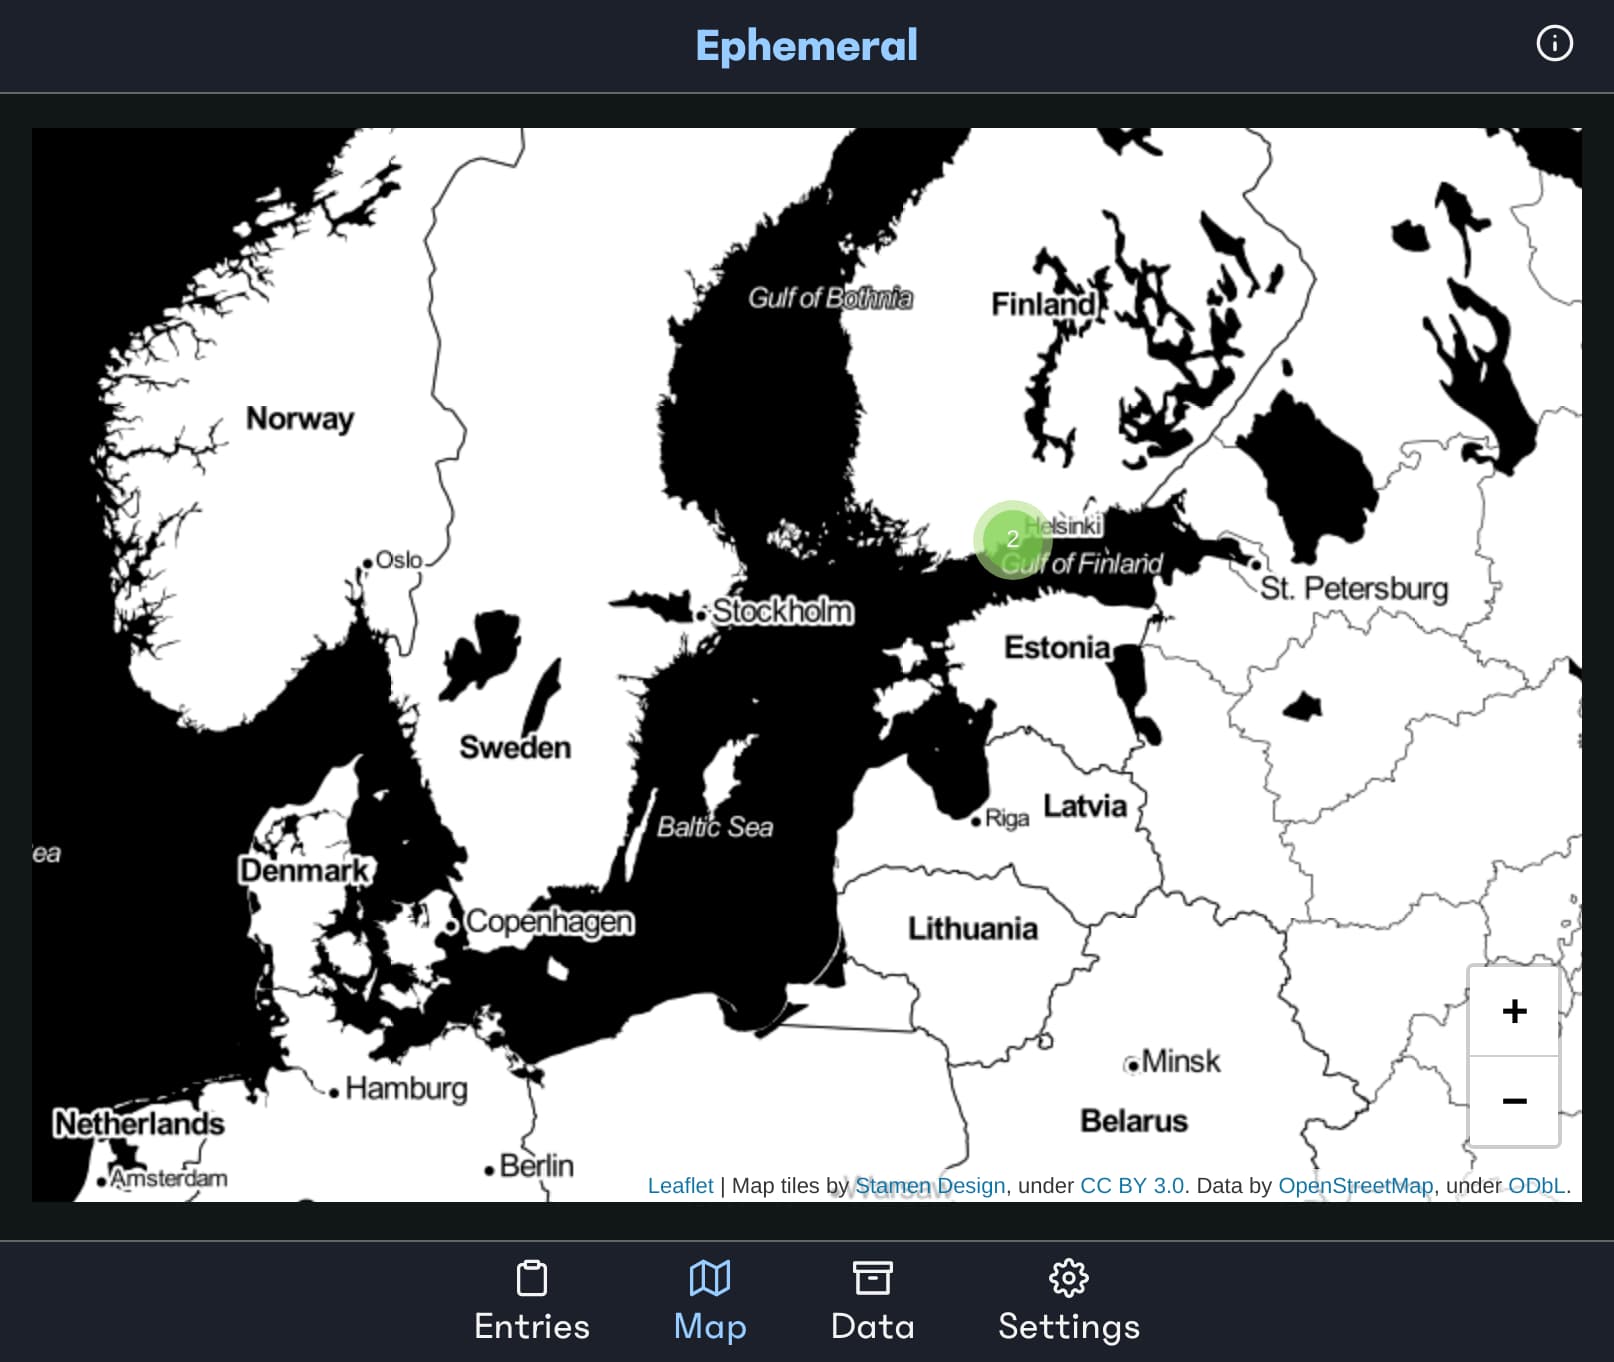 Ephemeral
Gulf of Bothnia
Finland
Norway
Helsinki
2
Oslo
Gulf of Finland
St. Petersburg
Stockholm
Estonia
Sweden
Riga
Latvia
Baltic Sea
ea
Denmark
Copenhagen
Lithuania
+
Minsk
Hamburg
−
Netherlands
Belarus
Berlin
Amsterdam
Warsaw
Leaflet | Map tiles by Stamen Design, under CC BY 3.0. Data by OpenStreetMap, under ODbL.
Entries
Map
Data
Settings